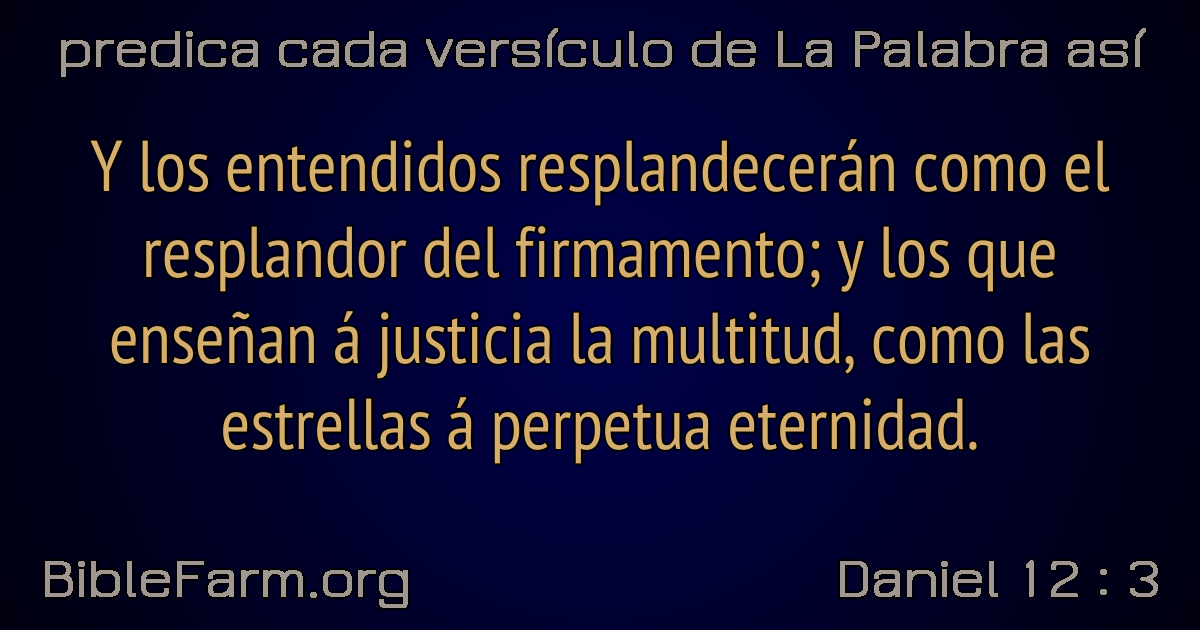 predica cada versículo de La Palabra así
Y los entendidos resplandecerán como el
resplandor del firmamento; y los que
enseñan á justicia la multitud, como las
estrellas á perpetua eternidad.
BibleFarm.org
Daniel 12 : 3